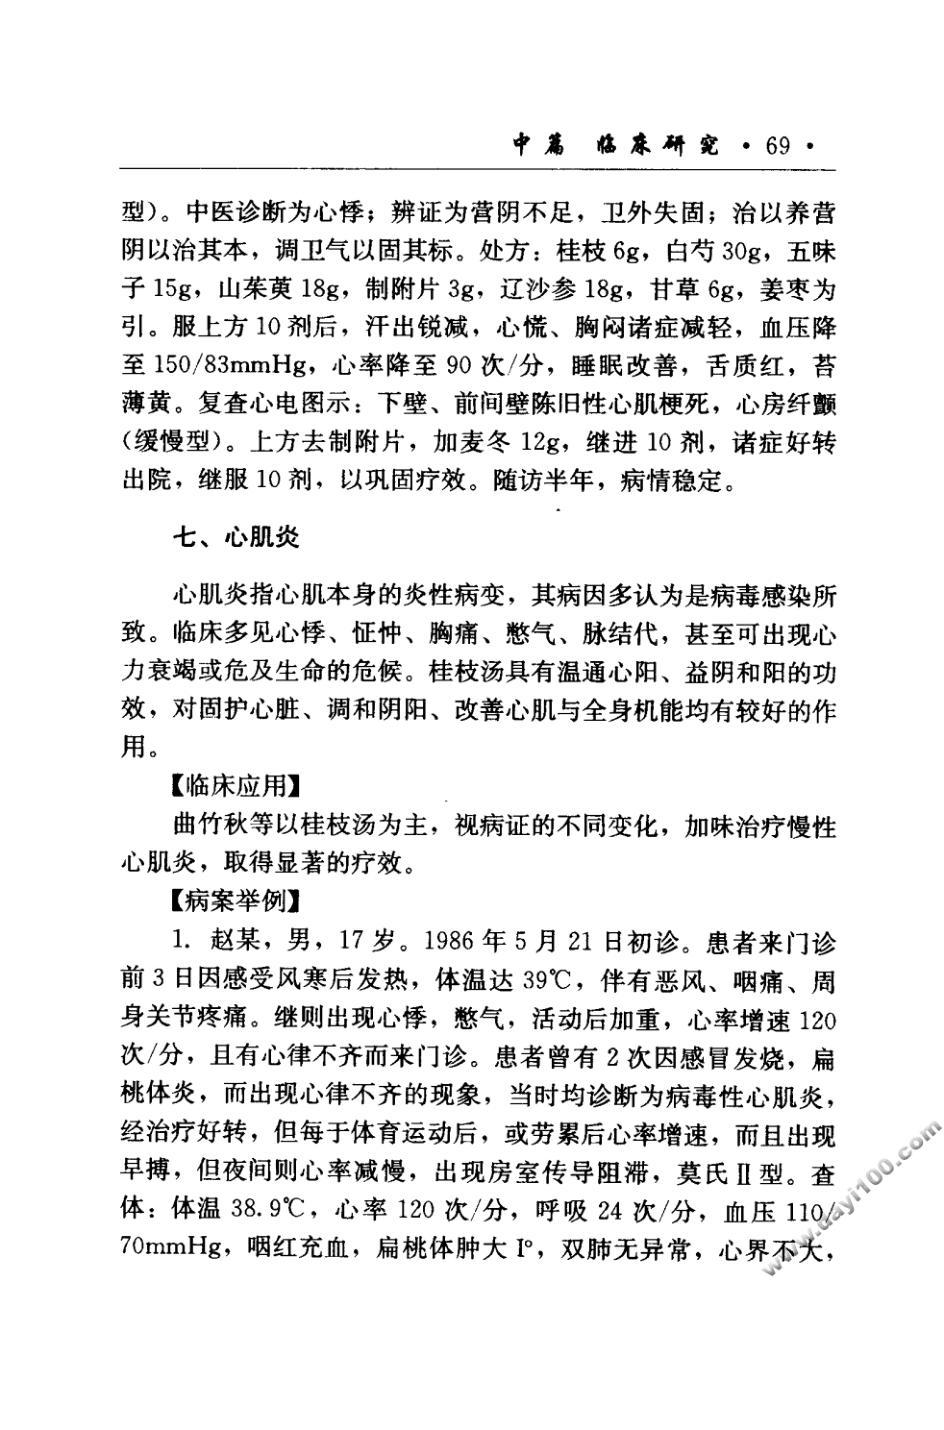 中篇 临床研究 · 69 ·
型)。中医诊断为心悸；辨证为营阴不足，卫外失固；治以养营
阴以治其本，调卫气以固其标。处方：桂枝 6g，白芍 30g，五味
子 15g，山茱萸 18g，制附片 3g，辽沙参 18g，甘草 6g，姜枣为
引。服上方 10 剂后，汗出锐减，心慌、胸闷诸症减轻，血压降
至 150/83mmHg，心率降至 90 次/分，睡眠改善，舌质红，苔
薄黄。复查心电图示：下壁、前间壁陈旧性心肌梗死，心房纤颤
(缓慢型)。上方去制附片，加麦冬 12g，继进 10 剂，诸症好转
出院，继服 10 剂，以巩固疗效。随访半年，病情稳定。
七、心肌炎
心肌炎指心肌本身的炎性病变，其病因多认为是病毒感染所
致。临床多见心悸、怔忡、胸痛、憋气、脉结代，甚至可出现心
力衰竭或危及生命的危候。桂枝汤具有温通心阳、益阴和阳的功
效，对固护心脏、调和阴阳、改善心肌与全身机能均有较好的作
用。
【临床应用】
曲竹秋等以桂枝汤为主，视病证的不同变化，加味治疗慢性
心肌炎，取得显著的疗效。
【病案举例】
1. 赵某，男，17 岁。1986 年 5 月 21 日初诊。患者来门诊
前 3 日因感受风寒后发热，体温达 39℃，伴有恶风、咽痛、周
身关节疼痛。继则出现心悸，憋气，活动后加重，心率增速 120
次/分，且有心律不齐而来门诊。患者曾有 2 次因感冒发烧，扁
桃体炎，而出现心律不齐的现象，当时均诊断为病毒性心肌炎，
经治疗好转，但每于体育运动后，或劳累后心率增速，而且出现
早搏，但夜间则心率减慢，出现房室传导阻滞，莫氏Ⅱ型。查
体：体温 38.9℃，心率 120 次/分，呼吸 24 次/分，血压 110/
70mmHg，咽红充血，扁桃体肿大 I°，双肺无异常，心界不大，
www.dayi100.com